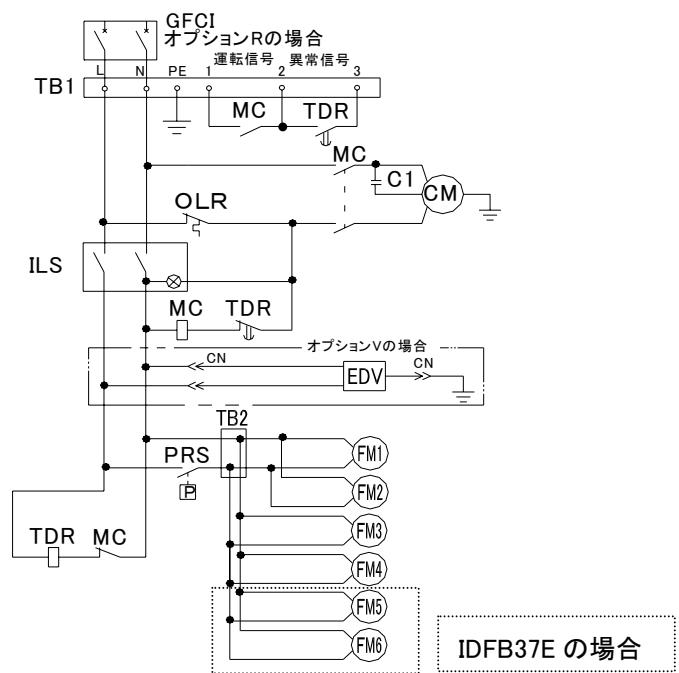 GFCI
オプションRの場合
運転信号 異常信号
L N PE 1 2 3
TB1
MC TDR
MC
C1
CM
OLR
ILS
MC TDR
オプションVの場合
CN
CN
EDV
TB2
PRS
P
FM1
FM2
TDR MC
FM3
FM4
FM5
FM6
IDFB37E の場合